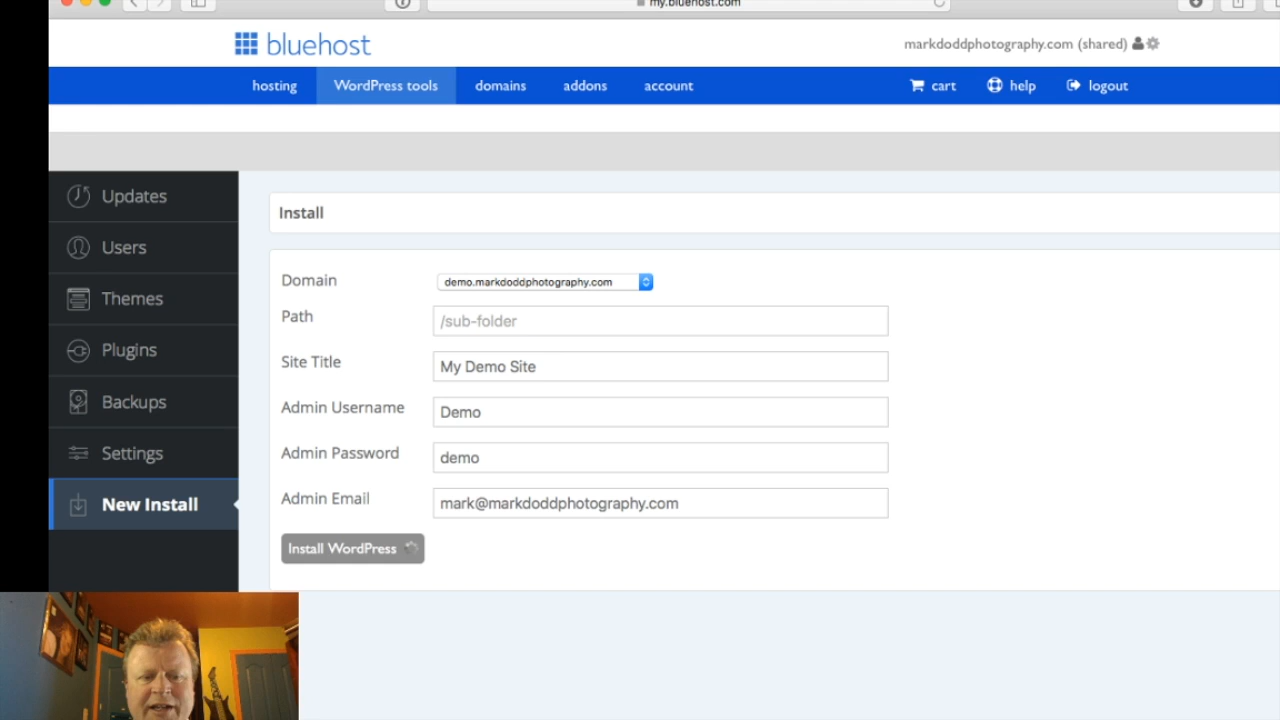 my.bluehost.com
bluehost
markdoddphotography.com (shared)
hosting WordPress tools domains addons account cart help logout
Updates
Users
Themes
Plugins
Backups
Settings
New Install
Install
Domain demo.markdoddphotography.com
Path /sub-folder
Site Title My Demo Site
Admin Username Demo
Admin Password demo
Admin Email mark@markdoddphotography.com
Install WordPress